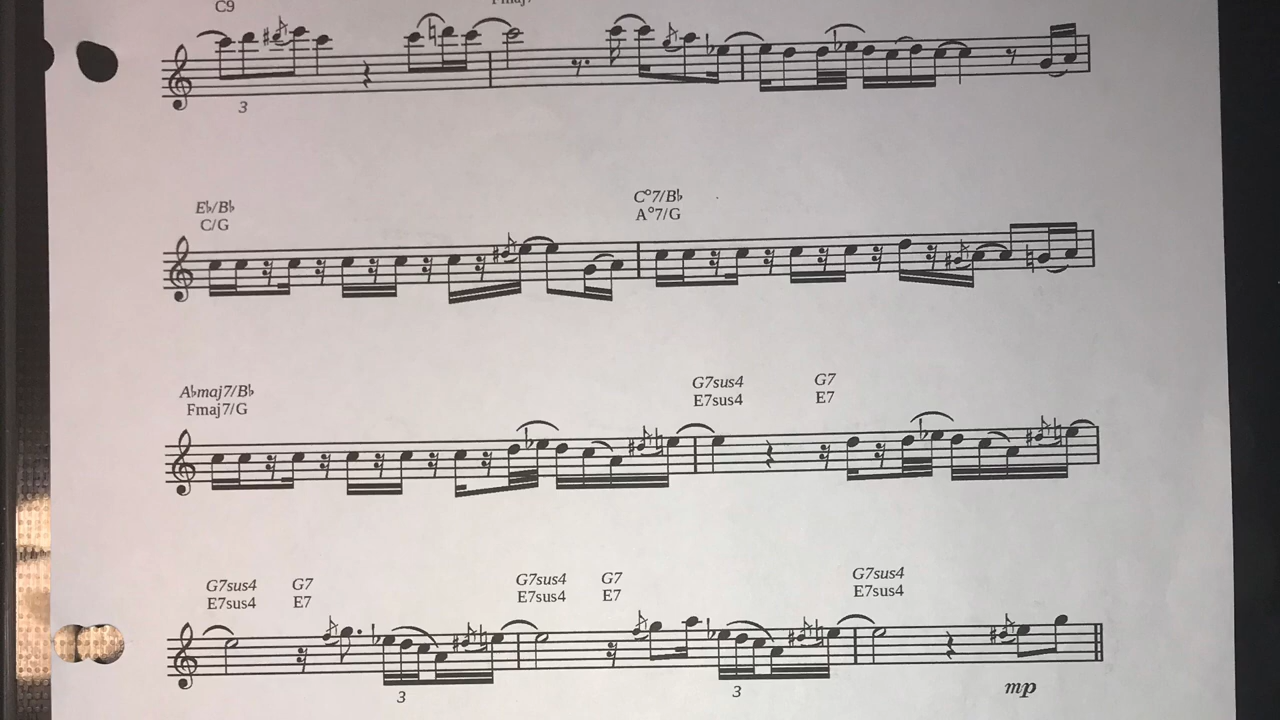 C9
3
E♭/B♭ C°7/B♭
C/G A°7/G
A♭maj7/B♭ G7sus4 G7
Fmaj7/G E7sus4 E7
G7sus4 G7 G7sus4 G7 G7sus4
E7sus4 E7 E7sus4 E7 E7sus4
3 3 mp